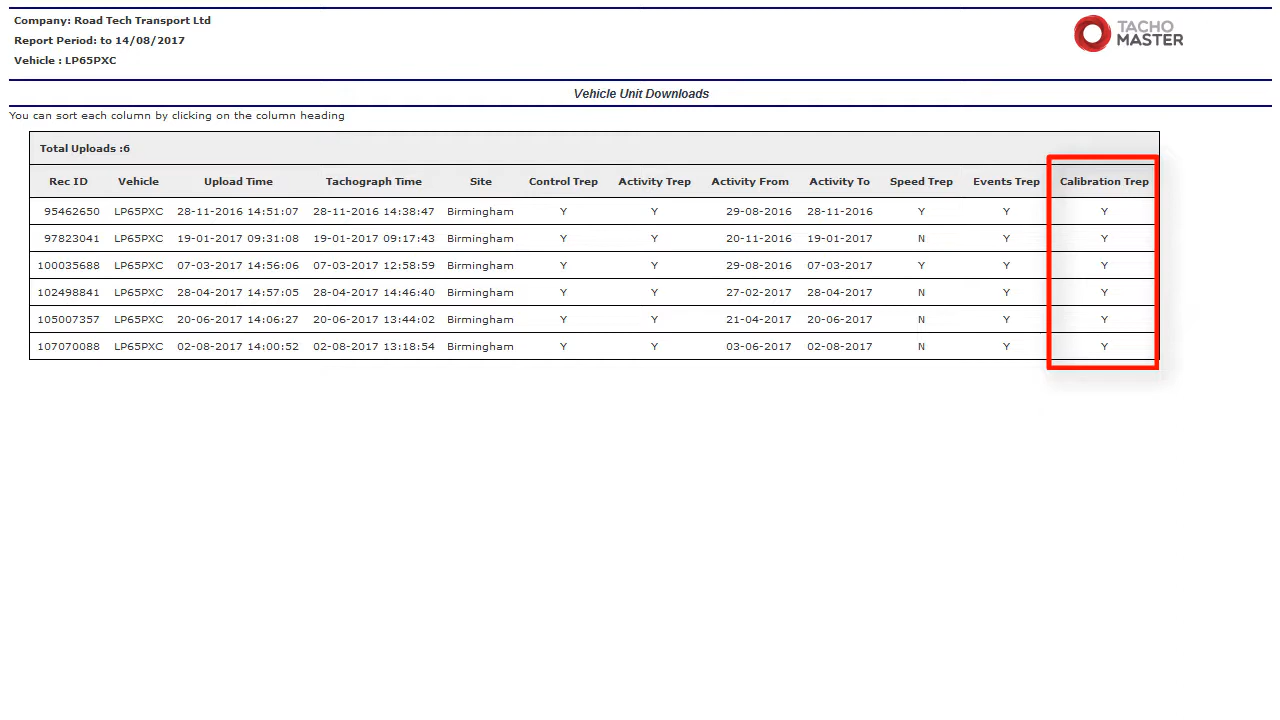 Company: Road Tech Transport Ltd
Report Period: to 14/08/2017
Vehicle : LP65PXC
TACHO
MASTER
Vehicle Unit Downloads
You can sort each column by clicking on the column heading
Total Uploads :6
Rec ID Vehicle Upload Time Tachograph Time Site Control Trep Activity Trep Activity From Activity To Speed Trep Events Trep Calibration Trep
95462650 LP65PXC 28-11-2016 14:51:07 28-11-2016 14:38:47 Birmingham Y Y 29-08-2016 28-11-2016 Y Y Y
97823041 LP65PXC 19-01-2017 09:31:08 19-01-2017 09:17:43 Birmingham Y Y 20-11-2016 19-01-2017 N Y Y
100035688 LP65PXC 07-03-2017 14:56:06 07-03-2017 12:58:59 Birmingham Y Y 29-08-2016 07-03-2017 Y Y Y
102498841 LP65PXC 28-04-2017 14:57:05 28-04-2017 14:46:40 Birmingham Y Y 27-02-2017 28-04-2017 N Y Y
105007357 LP65PXC 20-06-2017 14:06:27 20-06-2017 13:44:02 Birmingham Y Y 21-04-2017 20-06-2017 N Y Y
107070088 LP65PXC 02-08-2017 14:00:52 02-08-2017 13:18:54 Birmingham Y Y 03-06-2017 02-08-2017 N Y Y